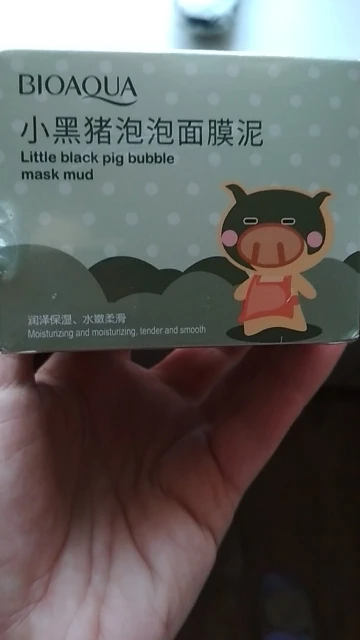 BIOAQUA
小黑猪泡泡面膜泥
Little black pig bubble
mask mud
润泽保湿、水嫩柔滑
Moisturizing and moisturizing, tender and smooth